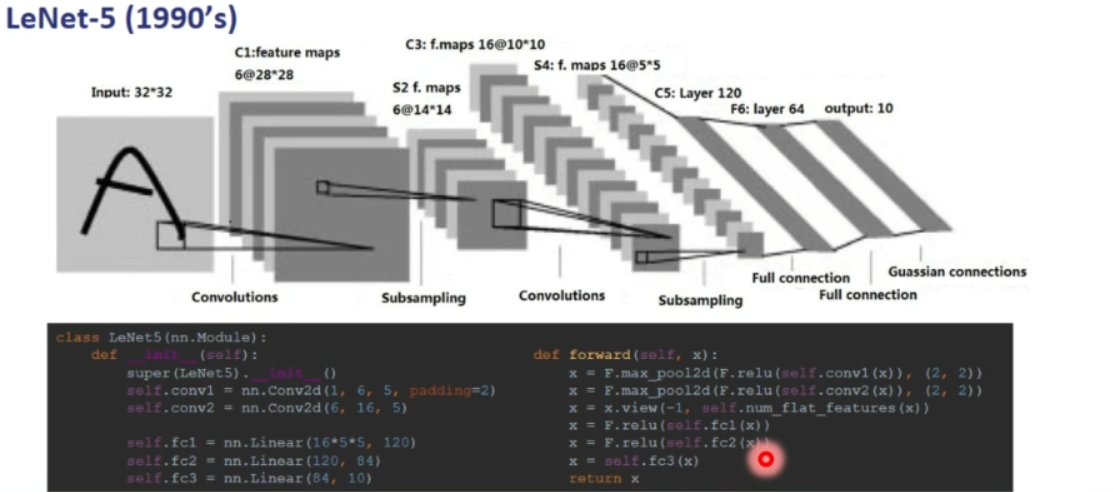 LeNet-5 (1990's)
C1:feature maps
6@28*28
C3: f.maps 16@10*10
S4: f. maps 16@5*5
Input: 32*32
S2 f. maps
6@14*14
C5: Layer 120
F6: layer 64
output: 10
Convolutions
Subsampling
Convolutions
Subsampling
Full connection
Full connection
Guassian connections
class LeNet5(nn.Module):
def __init__(self):
super(LeNet5).__init__()
self.conv1 = nn.Conv2d(1, 6, 5, padding=2)
self.conv2 = nn.Conv2d(6, 16, 5)
self.fc1 = nn.Linear(16*5*5, 120)
self.fc2 = nn.Linear(120, 84)
self.fc3 = nn.Linear(84, 10)
def forward(self, x):
x = F.max_pool2d(F.relu(self.conv1(x)), (2, 2))
x = F.max_pool2d(F.relu(self.conv2(x)), (2, 2))
x = x.view(-1, self.num_flat_features(x))
x = F.relu(self.fc1(x))
x = F.relu(self.fc2(x))
x = self.fc3(x)
return x